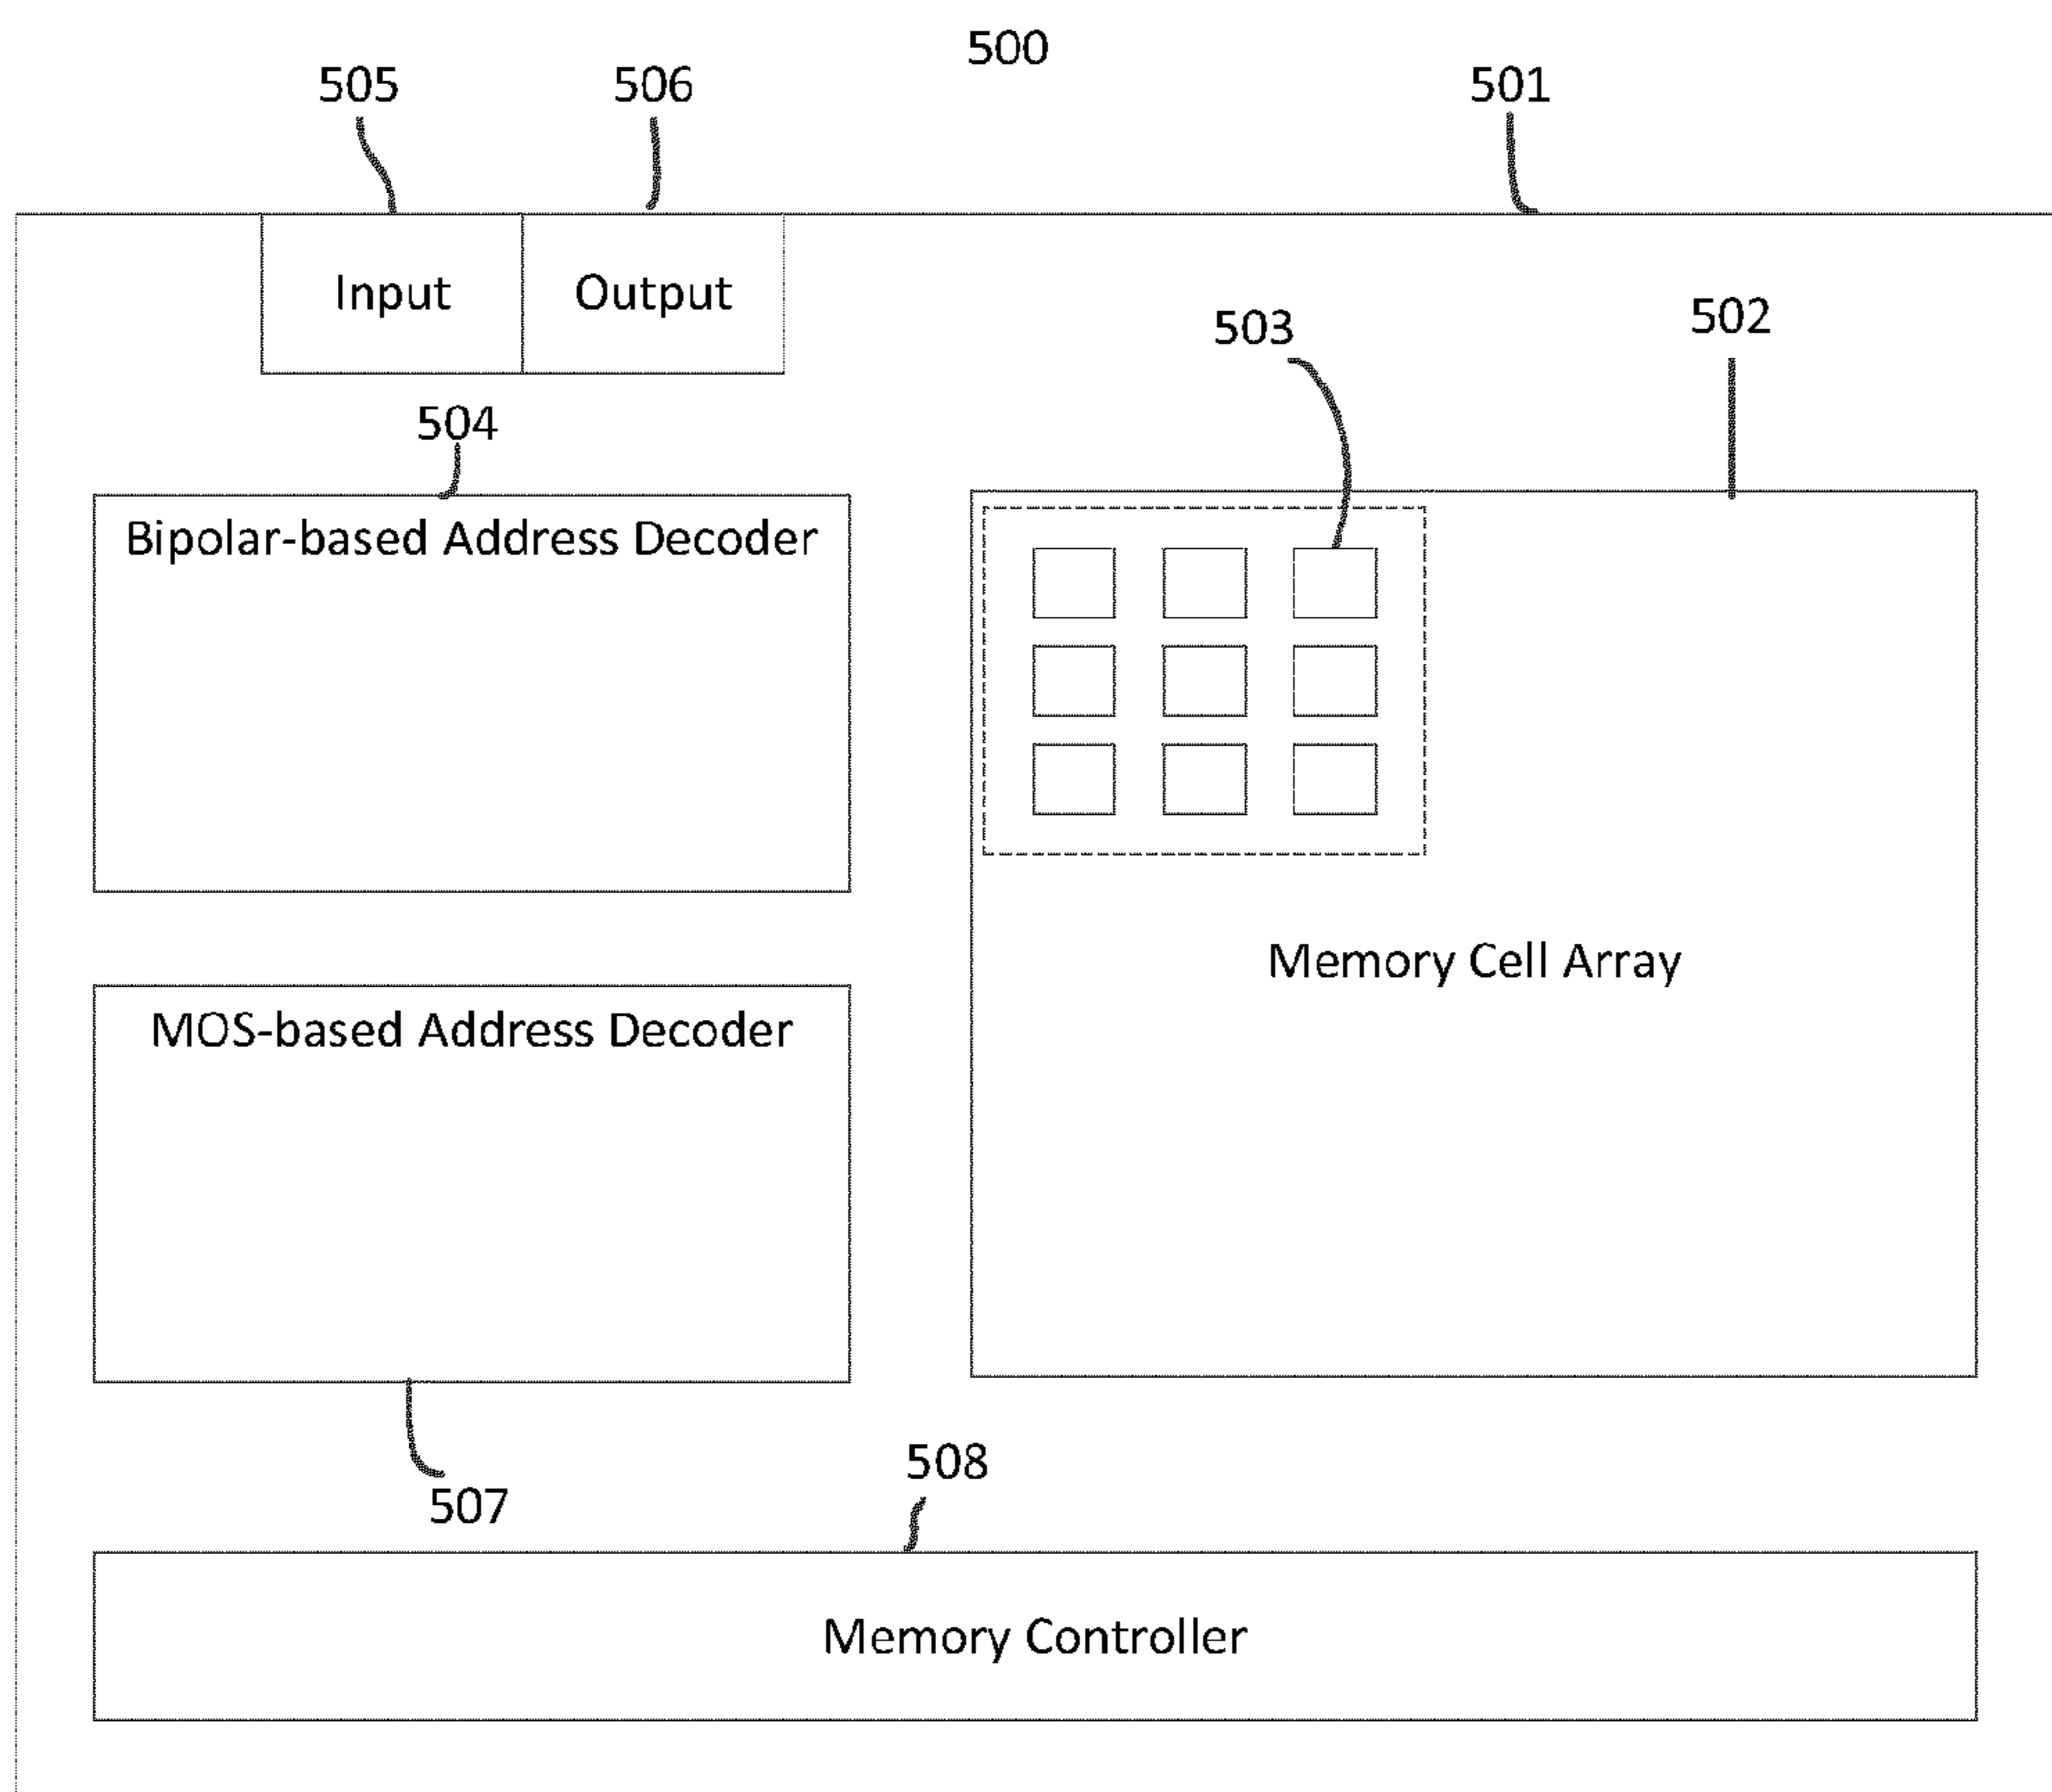 500
505
506
501
Input
Output
503
502
504
Bipolar-based Address Decoder
Memory Cell Array
MOS-based Address Decoder
507
508
Memory Controller